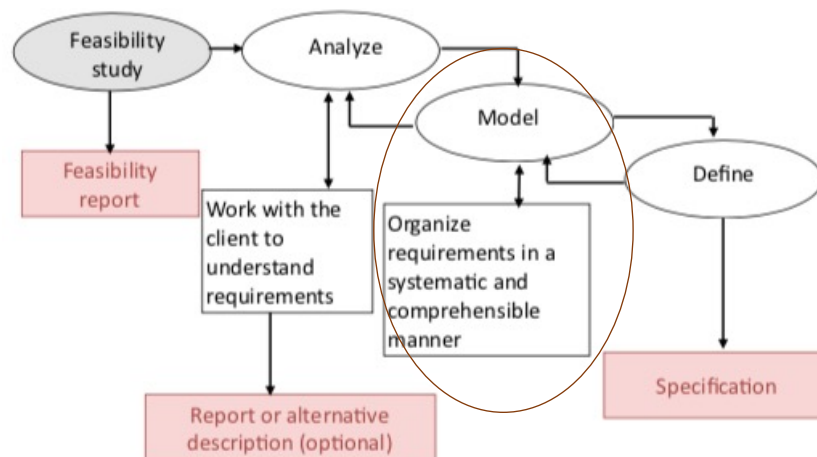 Feasibility
study
Analyze
Model
Define
Feasibility
report
Work with the
client to
understand
requirements
Organize
requirements in a
systematic and
comprehensible
manner
Report or alternative
description (optional)
Specification